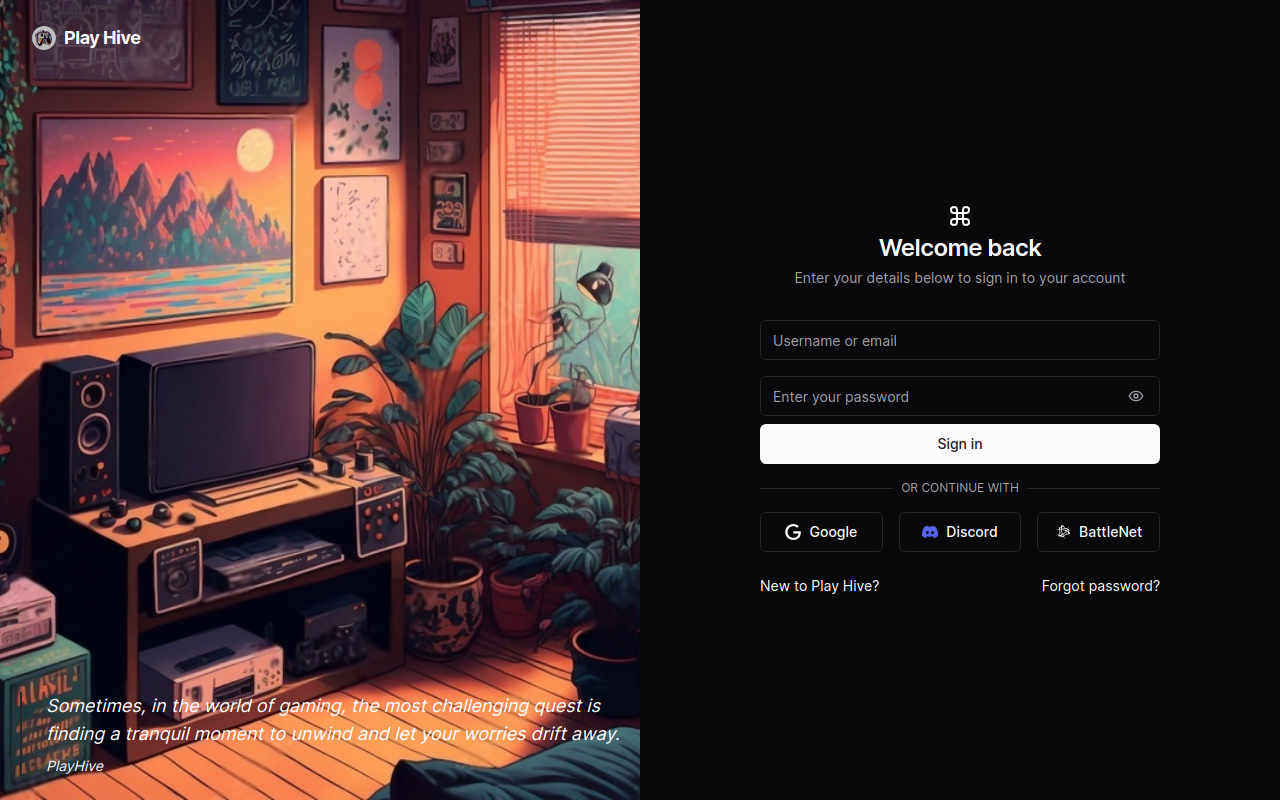 Play Hive
Sometimes, in the world of gaming, the most challenging quest is
finding a tranquil moment to unwind and let your worries drift away.
PlayHive
Welcome back
Enter your details below to sign in to your account
Username or email
Enter your password
Sign in
OR CONTINUE WITH
Google
Discord
BattleNet
New to Play Hive?
Forgot password?